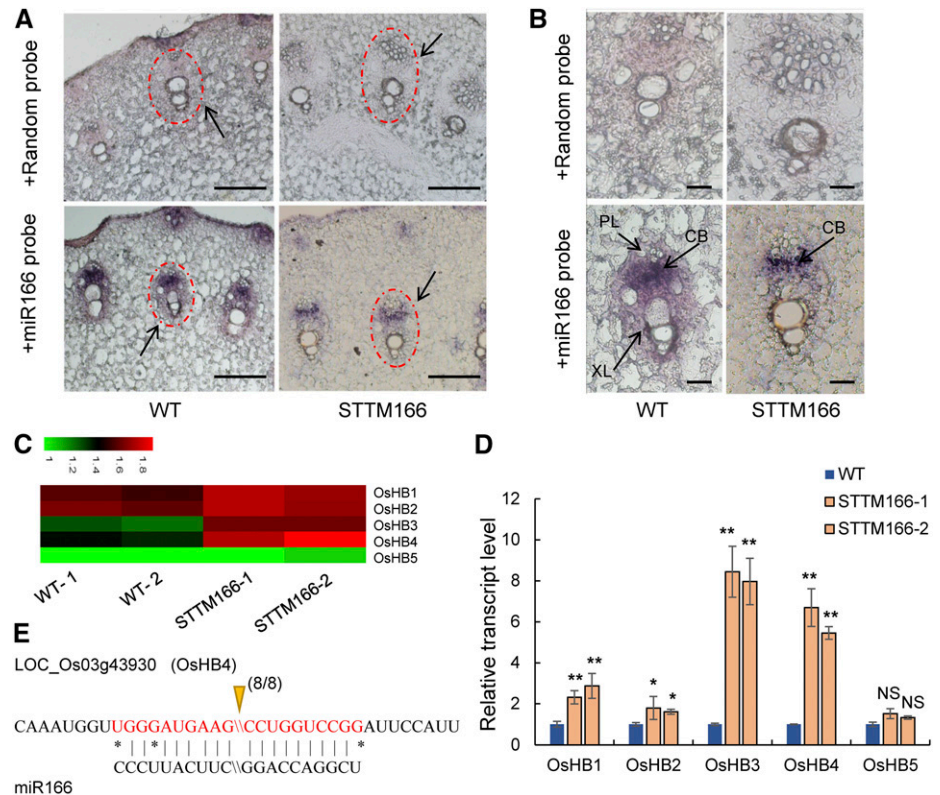 A
B
+Random probe
+miR166 probe
WT
STTM166
+Random probe
+miR166 probe
PL
CB
XL
CB
WT
STTM166
C
1
1.2
1.4
1.6
1.8
OsHB1
OsHB2
OsHB3
OsHB4
OsHB5
WT-1
WT-2
STTM166-1
STTM166-2
D
WT
STTM166-1
STTM166-2
Relative transcript level
12
10
8
6
4
2
0
**
**
*
*
**
**
**
**
NS
NS
OsHB1
OsHB2
OsHB3
OsHB4
OsHB5
E
LOC_Os03g43930 (OsHB4)
(8/8)
CAAAUGGUUGGGAUGAAG\\CCUGGUCCGGAUUCCAUU
* * *
CCCUUACUUC\\GGACCAGGCU
miR166